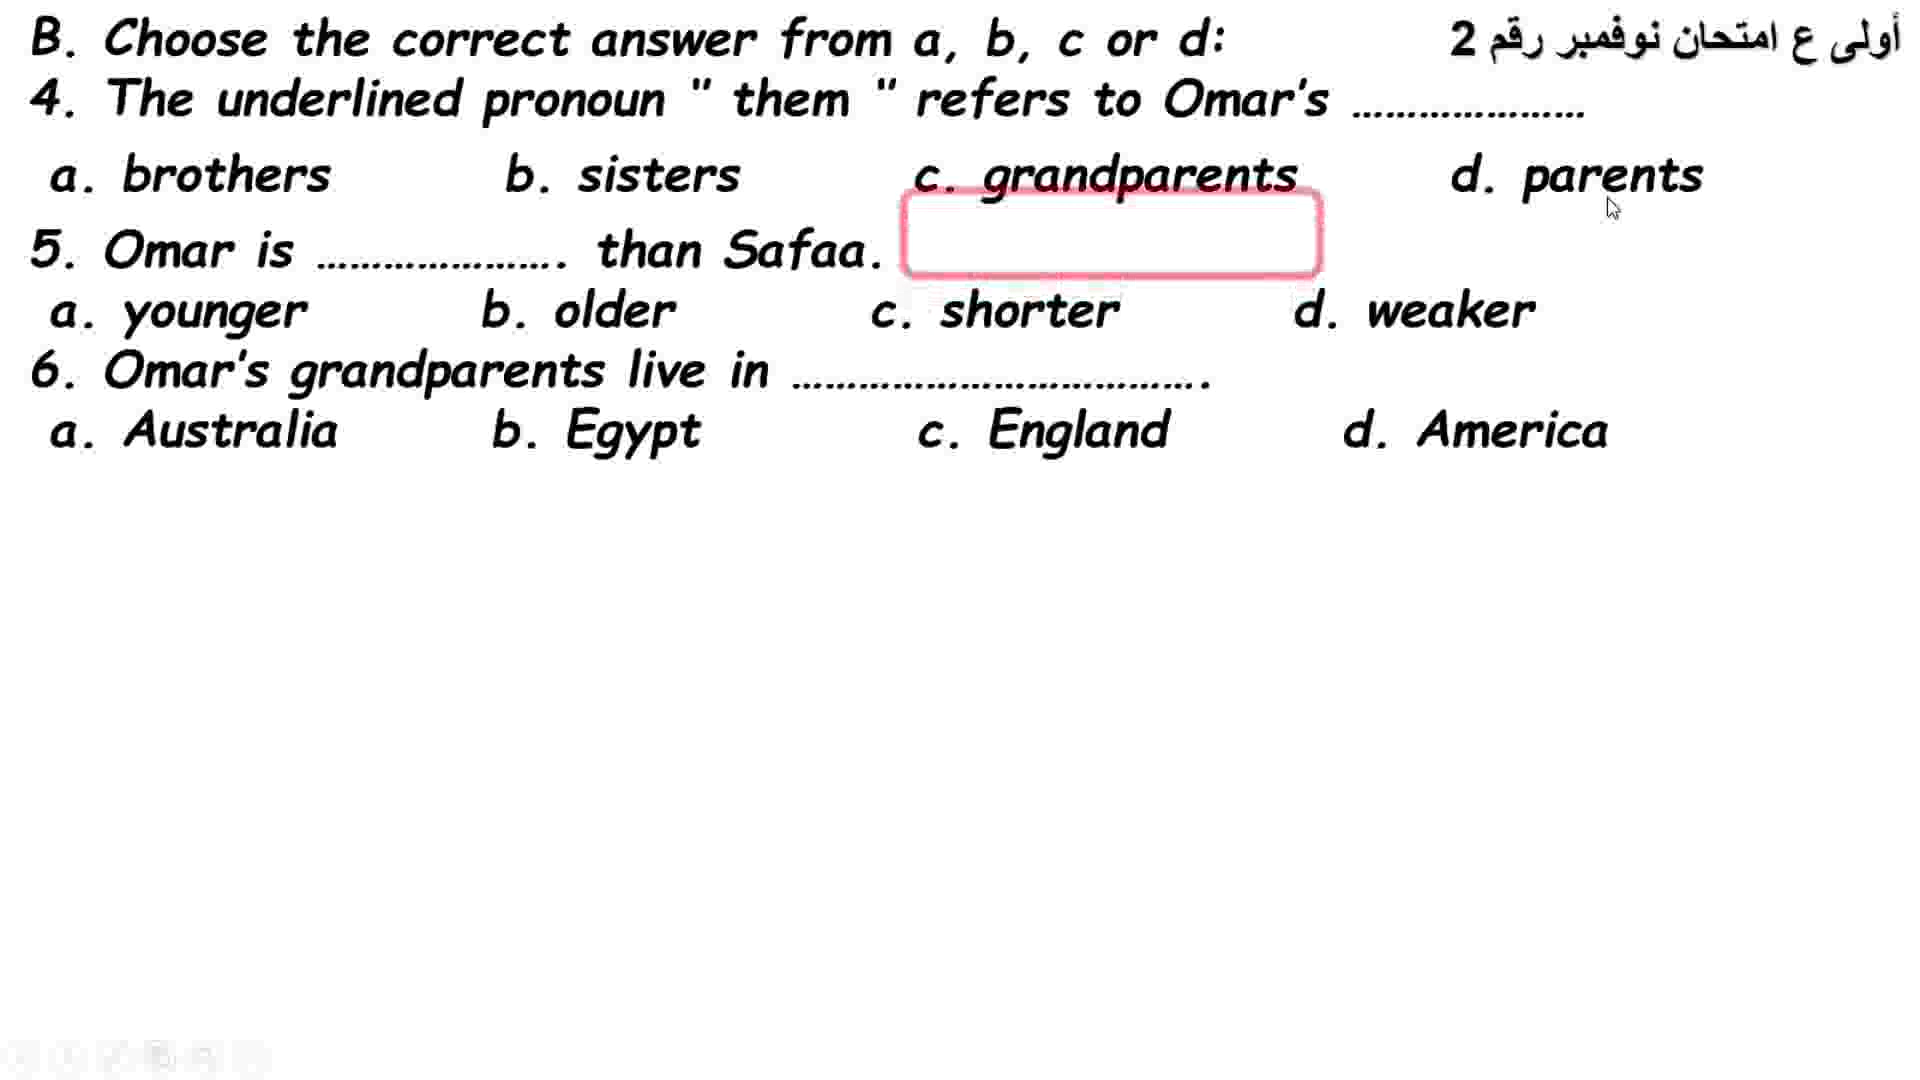 B. Choose the correct answer from a, b, c or d: أولى ع امتحان نوفمبر رقم 2
4. The underlined pronoun " them " refers to Omar's .....................
a. brothers b. sisters c. grandparents d. parents
5. Omar is ...................... than Safaa.
a. younger b. older c. shorter d. weaker
6. Omar's grandparents live in ....................................
a. Australia b. Egypt c. England d. America